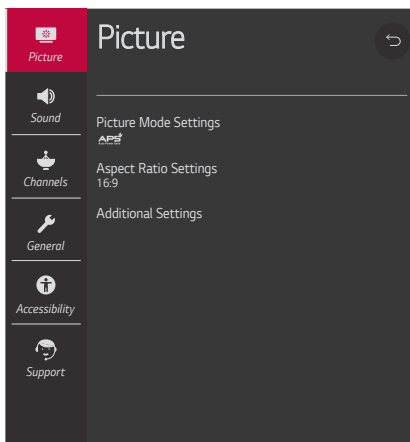 Picture
Picture
Sound
Picture Mode Settings
APS
Channels
Aspect Ratio Settings
16:9
Additional Settings
General
Accessibility
Support